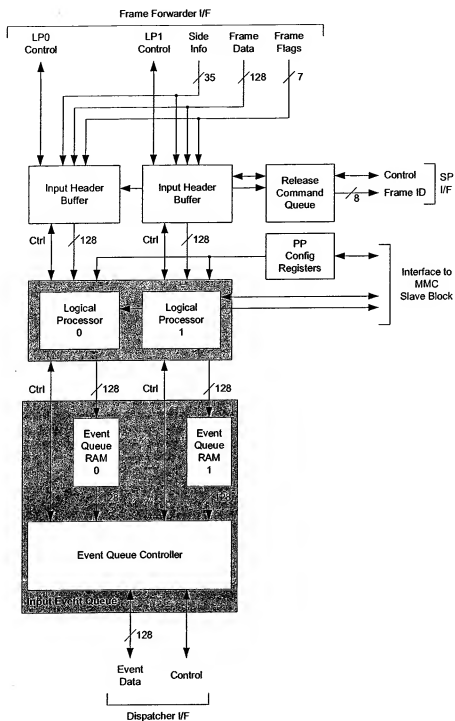 Frame Forwarder I/F
LP0 Control
LP1 Control
Side Info
Frame Data
Frame Flags
35
128
7
Input Header Buffer
Input Header Buffer
Release Command Queue
Control
Frame ID
8
SP I/F
Ctrl
128
Ctrl
128
PP Config Registers
Interface to MMC Slave Block
Logical Processor 0
Logical Processor 1
Ctrl
128
Ctrl
128
Event Queue RAM 0
Event Queue RAM 1
128
Event Queue Controller
Input Event Queue
128
Event Data
Control
Dispatcher I/F